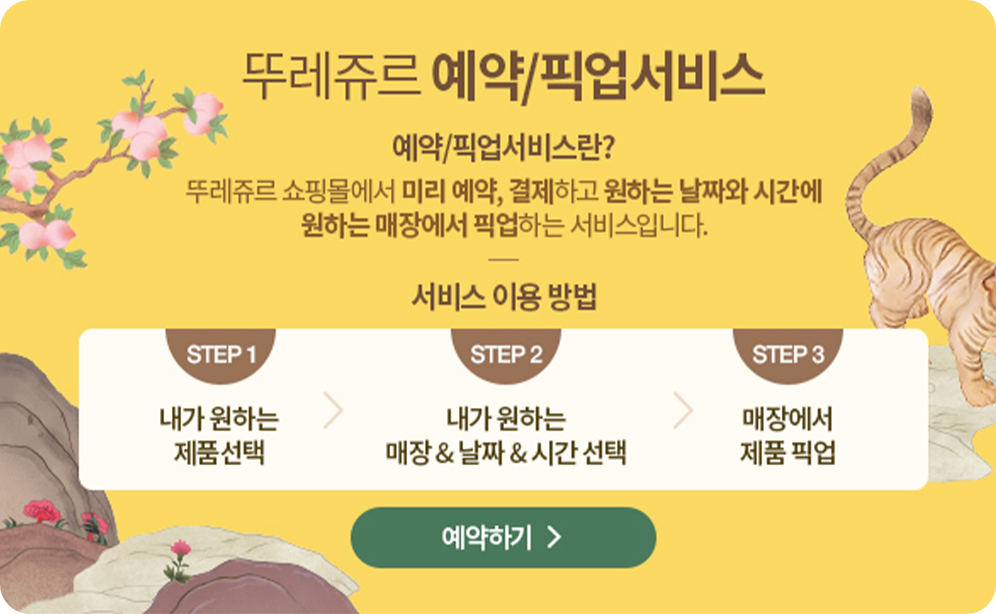 뚜레쥬르 예약/픽업서비스
예약/픽업서비스란?
뚜레쥬르 쇼핑몰에서 미리 예약, 결제하고 원하는 날짜와 시간에
원하는 매장에서 픽업하는 서비스입니다.
서비스 이용 방법
STEP 1
내가 원하는
제품선택
STEP 2
내가 원하는
매장 & 날짜 & 시간 선택
STEP 3
매장에서
제품 픽업
예약하기 >